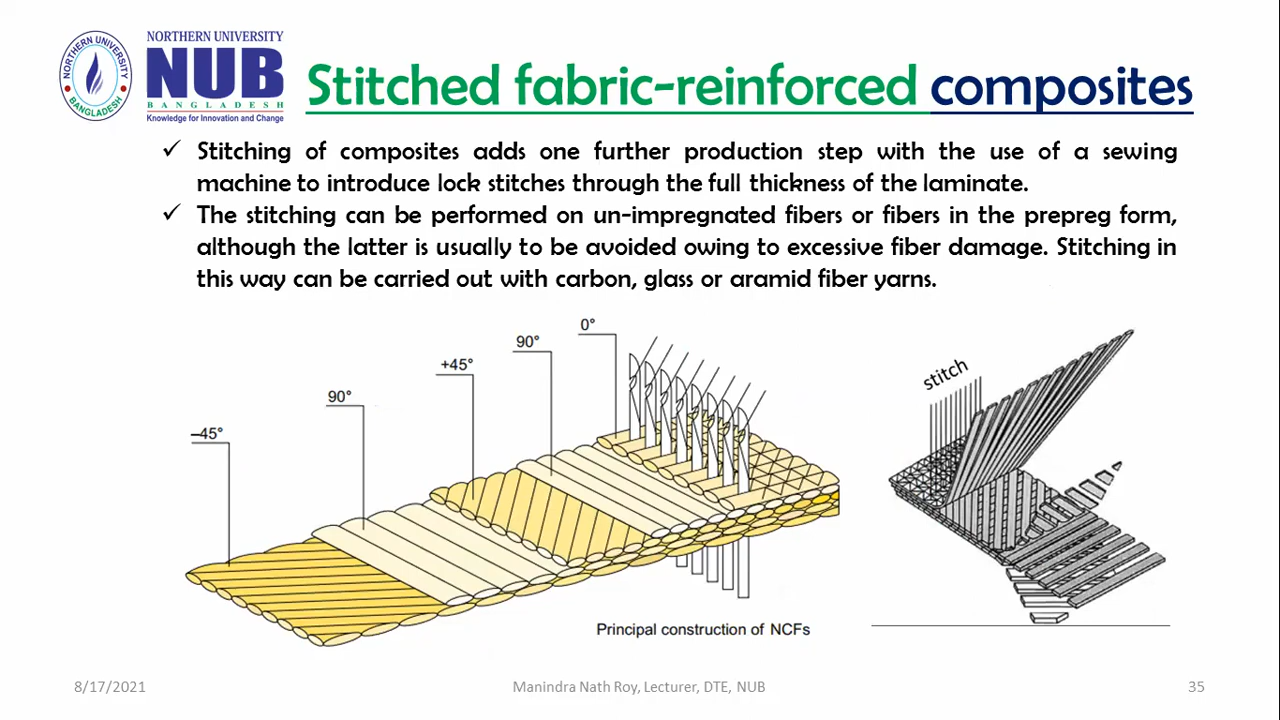 NORTHERN UNIVERSITY
BANGLADESH
NORTHERN UNIVERSITY
NUB
BANGLADESH
Knowledge for Innovation and Change
Stitched fabric-reinforced composites
✓ Stitching of composites adds one further production step with the use of a sewing
machine to introduce lock stitches through the full thickness of the laminate.
✓ The stitching can be performed on un-impregnated fibers or fibers in the prepreg form,
although the latter is usually to be avoided owing to excessive fiber damage. Stitching in
this way can be carried out with carbon, glass or aramid fiber yarns.
0°
90°
+45°
90°
–45°
stitch
Principal construction of NCFs
8/17/2021
Manindra Nath Roy, Lecturer, DTE, NUB
35